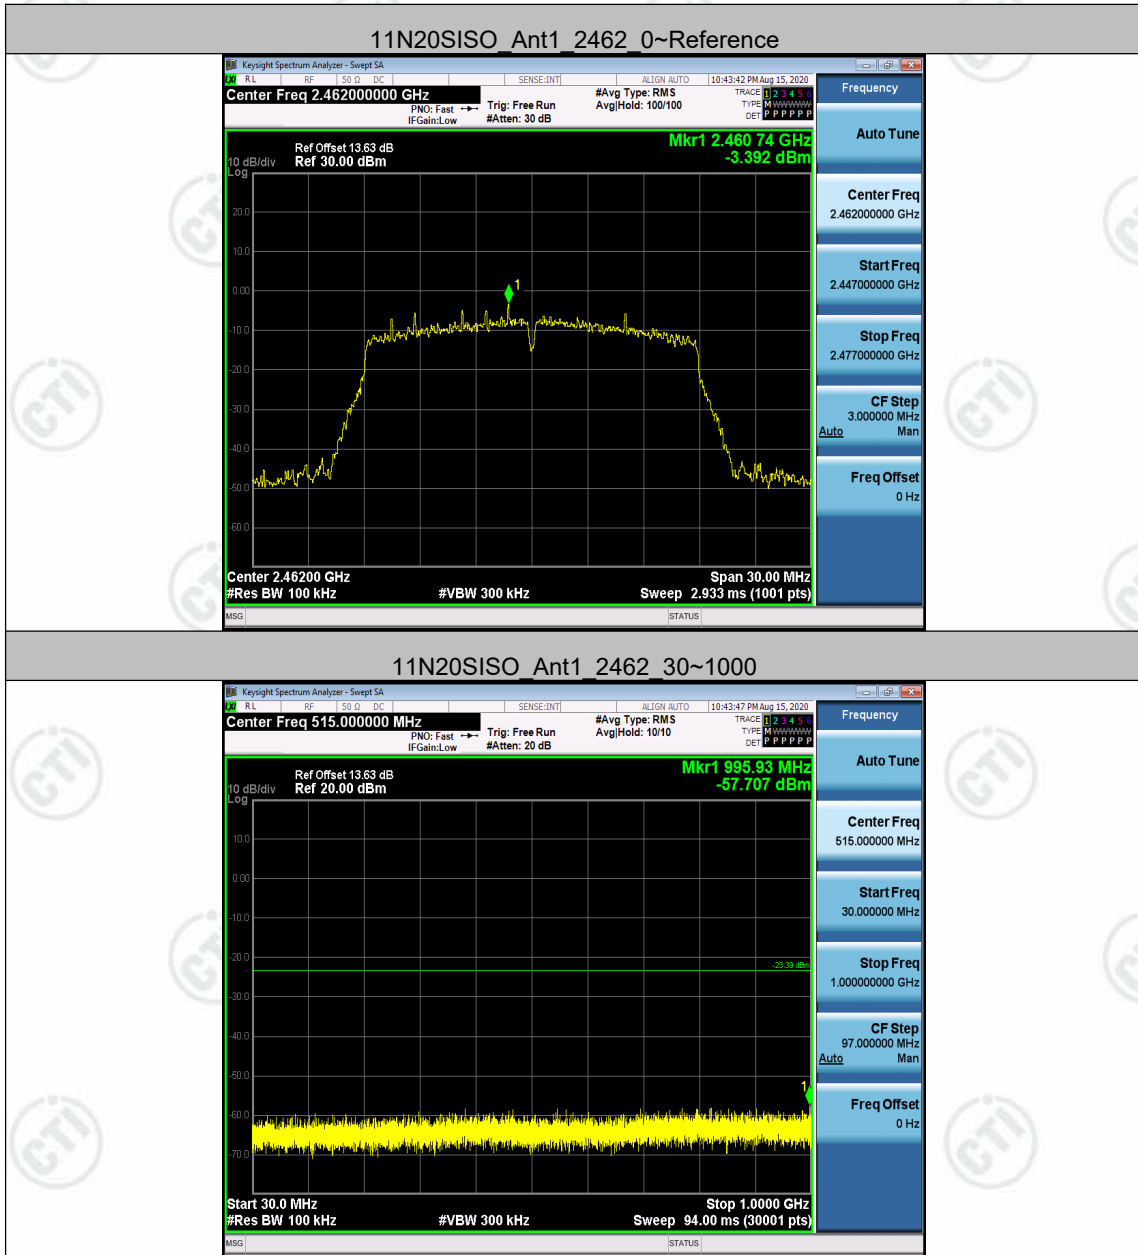 11N20SISO_Ant1_2462_0~Reference
Keysight Spectrum Analyzer - Swept SA
LXI RL RF 50 Ω DC SENSE:INT ALIGN AUTO 10:43:42 PM Aug 15, 2020
Center Freq 2.462000000 GHz
PNO: Fast
IFGain:Low
Trig: Free Run
#Atten: 30 dB
#Avg Type: RMS
Avg|Hold: 100/100
TRACE 1 2 3 4 5 6
TYPE M WWWWW
DET P P P P P P
Frequency
Auto Tune
Ref Offset 13.63 dB
10 dB/div Ref 30.00 dBm
Log
Mkr1 2.460 74 GHz
-3.392 dBm
20.0
10.0
0.00
-10.0
-20.0
-30.0
-40.0
-50.0
-60.0
1
Center Freq
2.462000000 GHz
Start Freq
2.447000000 GHz
Stop Freq
2.477000000 GHz
CF Step
3.000000 MHz
Auto Man
Freq Offset
0 Hz
Center 2.46200 GHz Span 30.00 MHz
#Res BW 100 kHz #VBW 300 kHz Sweep 2.933 ms (1001 pts)
MSG STATUS
11N20SISO_Ant1_2462_30~1000
Keysight Spectrum Analyzer - Swept SA
LXI RL RF 50 Ω DC SENSE:INT ALIGN AUTO 10:43:47 PM Aug 15, 2020
Center Freq 515.000000 MHz
PNO: Fast
IFGain:Low
Trig: Free Run
#Atten: 20 dB
#Avg Type: RMS
Avg|Hold: 10/10
TRACE 1 2 3 4 5 6
TYPE M WWWWW
DET P P P P P P
Frequency
Auto Tune
Ref Offset 13.63 dB
10 dB/div Ref 20.00 dBm
Log
Mkr1 995.93 MHz
-57.707 dBm
10.0
0.00
-10.0
-20.0
-30.0
-40.0
-50.0
-60.0
-70.0
-23.39 dBm
1
Center Freq
515.000000 MHz
Start Freq
30.000000 MHz
Stop Freq
1.000000000 GHz
CF Step
97.000000 MHz
Auto Man
Freq Offset
0 Hz
Start 30.0 MHz Stop 1.0000 GHz
#Res BW 100 kHz #VBW 300 kHz Sweep 94.00 ms (30001 pts)
MSG STATUS
CTI